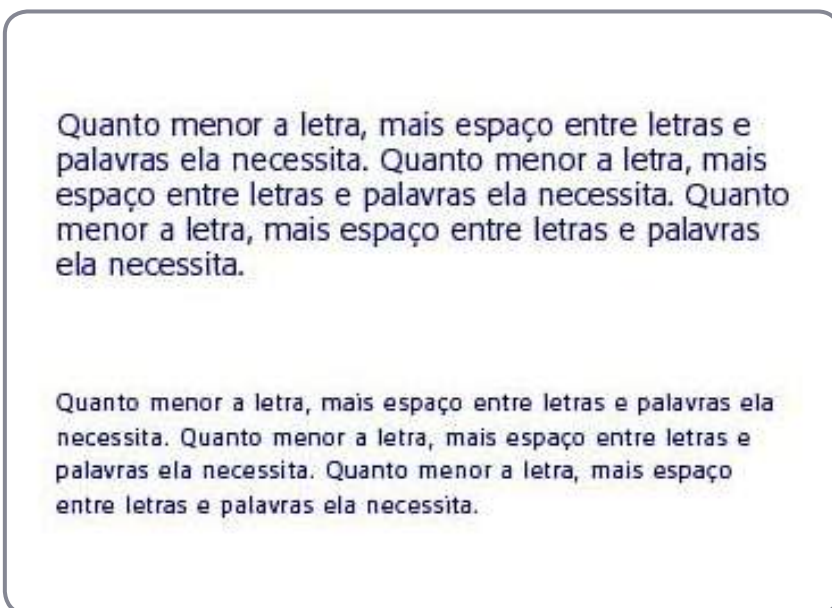 Quanto menor a letra, mais espaço entre letras e
palavras ela necessita. Quanto menor a letra, mais
espaço entre letras e palavras ela necessita. Quanto
menor a letra, mais espaço entre letras e palavras
ela necessita.
Quanto menor a letra, mais espaço entre letras e palavras ela
necessita. Quanto menor a letra, mais espaço entre letras e
palavras ela necessita. Quanto menor a letra, mais espaço
entre letras e palavras ela necessita.